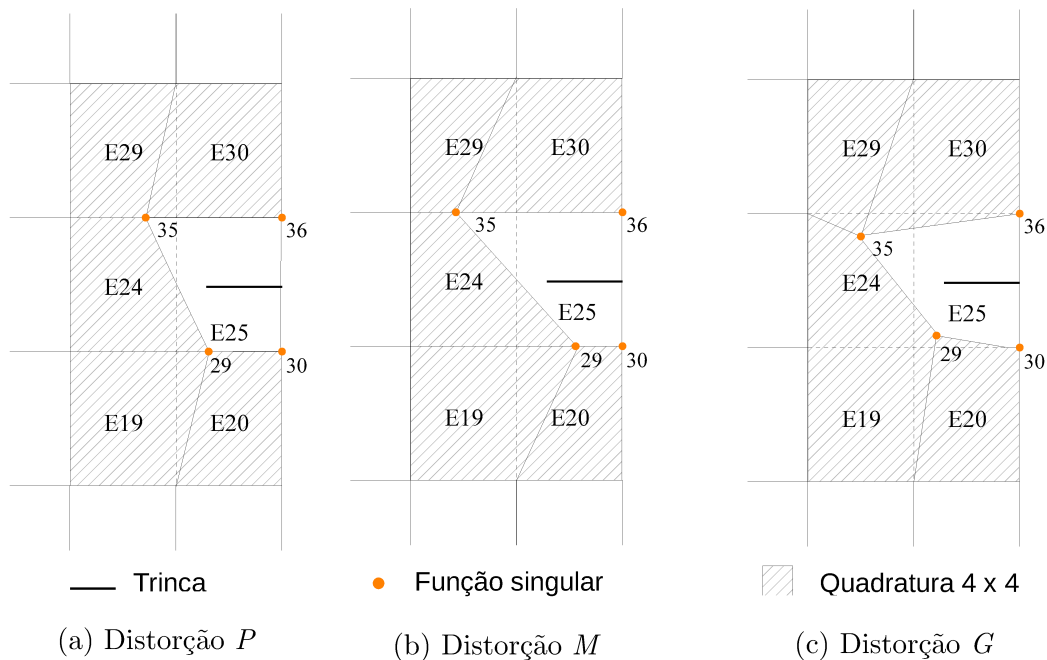 E29
E30
35
36
E24
E25
29
30
E19
E20
E29
E30
35
36
E24
E25
29
30
E19
E20
E29
E30
35
36
E24
E25
29
30
E19
E20
Trinca
Função singular
Quadratura 4 x 4
(a) Distorção P
(b) Distorção M
(c) Distorção G